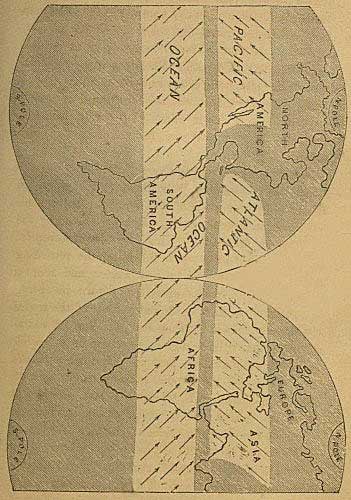 PACIFIC
OCEAN
N.POLE
NORTH
AMERICA
ATLANTIC
OCEAN
SOUTH
AMERICA
S.POLE
N.POLE
EUROPE
ASIA
AFRICA
S.POLE